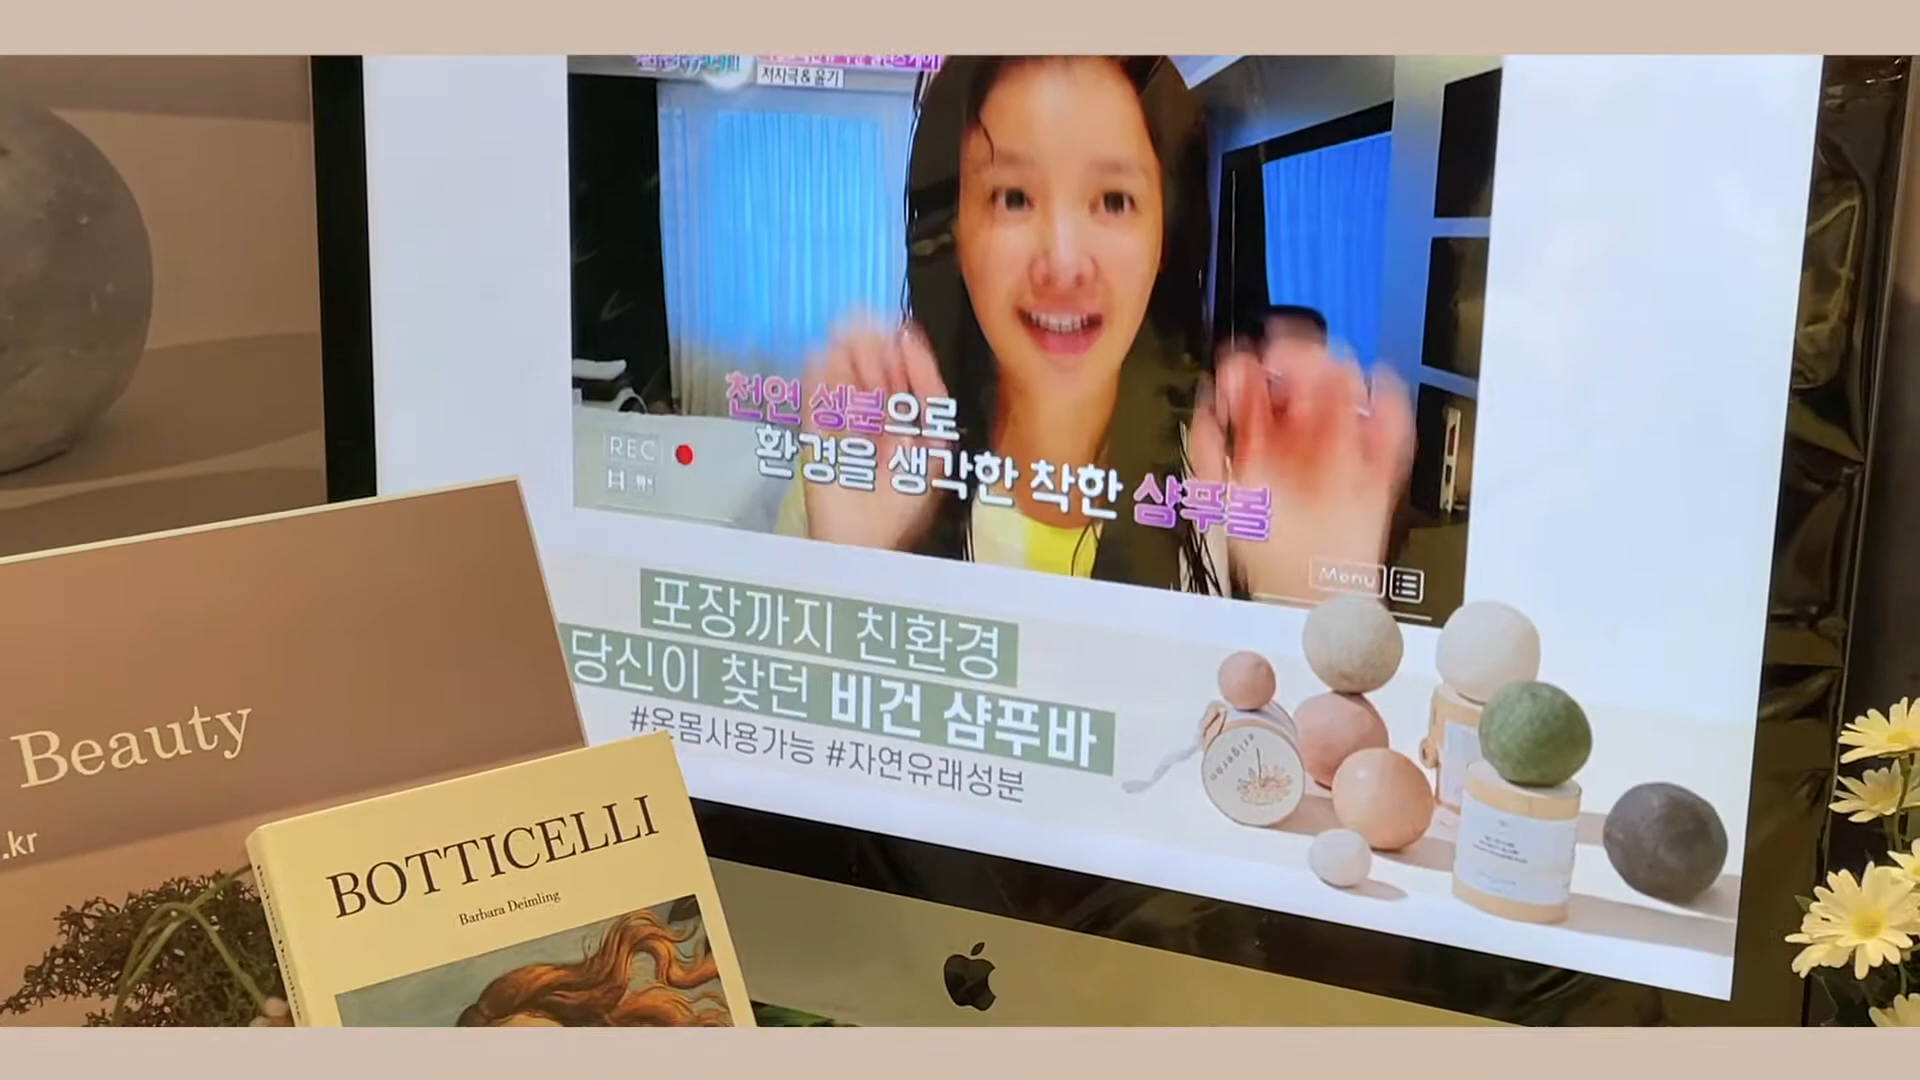 저자극&윤기
천연 성분으로
환경을 생각한 착한 샴푸볼
REC
Menu
포장까지 친환경
당신이 찾던 비건 샴푸바
#온몸사용가능 #자연유래성분
erigeron
Beauty
.kr
BOTTICELLI
Barbara Deimling